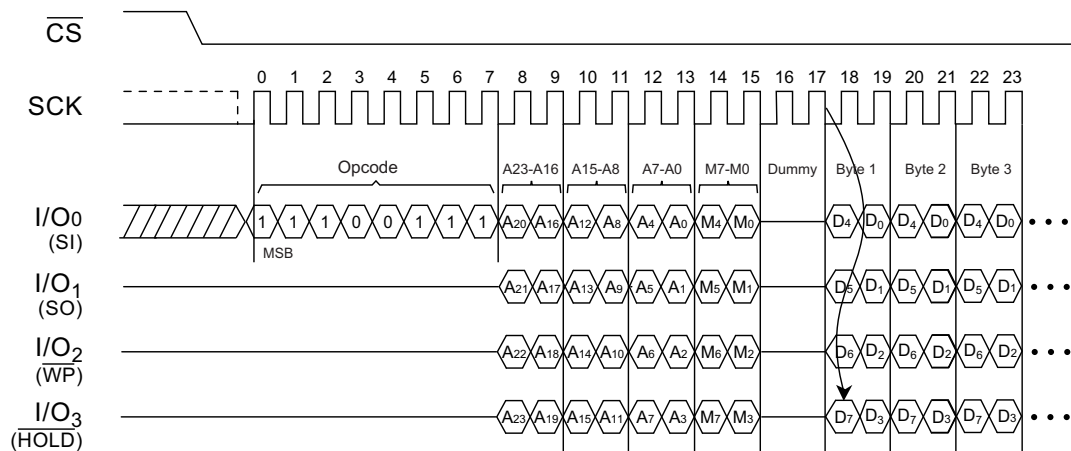 CS
0 1 2 3 4 5 6 7 8 9 10 11 12 13 14 15 16 17 18 19 20 21 22 23
SCK
Opcode A23-A16 A15-A8 A7-A0 M7-M0 Dummy Byte 1 Byte 2 Byte 3
I/O0 1 1 1 0 0 1 1 1 A20 A16 A12 A8 A4 A0 M4 M0 D4 D0 D4 D0 D4 D0
(SI)
MSB
I/O1 A21 A17 A13 A9 A5 A1 M5 M1 D5 D1 D5 D1 D5 D1
(SO)
I/O2 A22 A18 A14 A10 A6 A2 M6 M2 D6 D2 D6 D2 D6 D2
(WP)
I/O3 A23 A19 A15 A11 A7 A3 M7 M3 D7 D3 D7 D3 D7 D3
(HOLD)